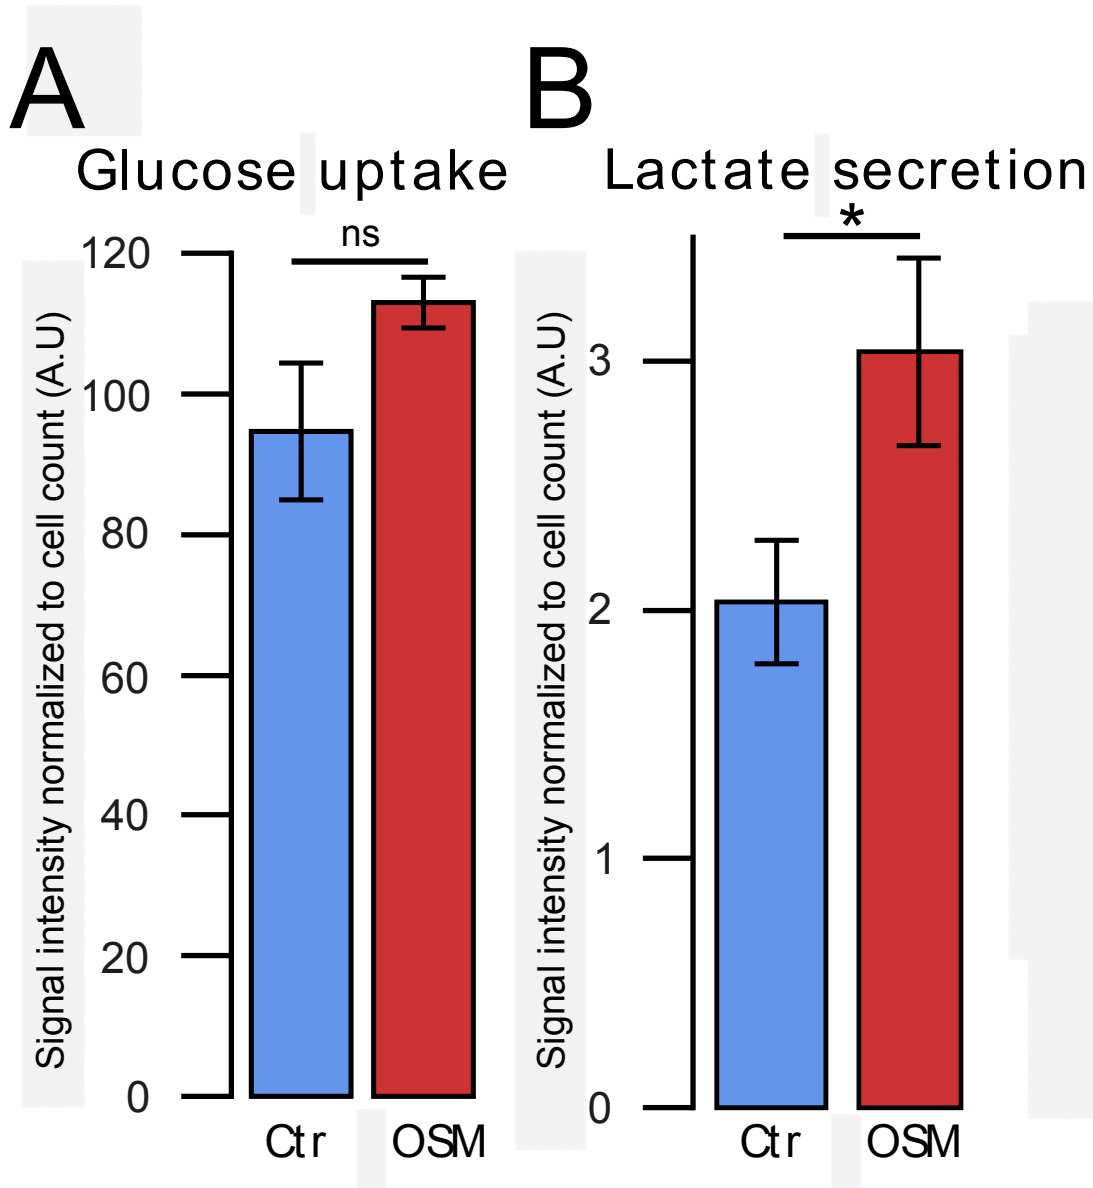 A
Glucose uptake
ns
120
100
80
60
40
20
0
Signal intensity normalized to cell count (A.U)
Ctr
OSM
B
Lactate secretion
*
3
2
1
0
Signal intensity normalized to cell count (A.U)
Ctr
OSM